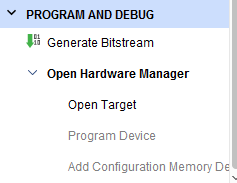 PROGRAM AND DEBUG
Generate Bitstream
Open Hardware Manager
Open Target
Program Device
Add Configuration Memory De